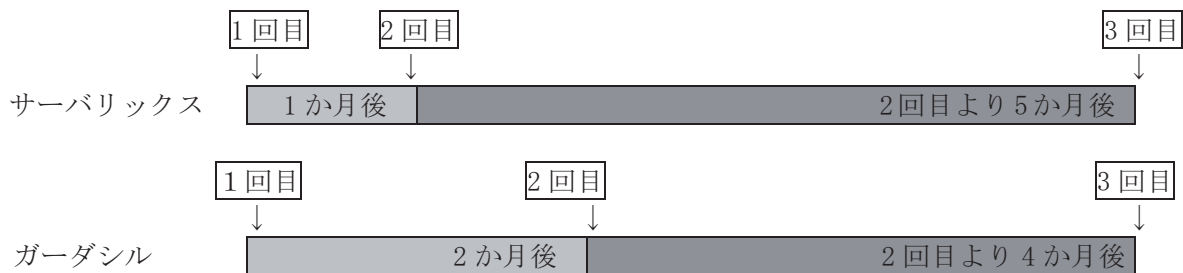 1回目 2回目 3回目
↓ ↓ ↓
サーバリックス 1か月後 2回目より5か月後
1回目 2回目 3回目
↓ ↓ ↓
ガーダシル 2か月後 2回目より4か月後